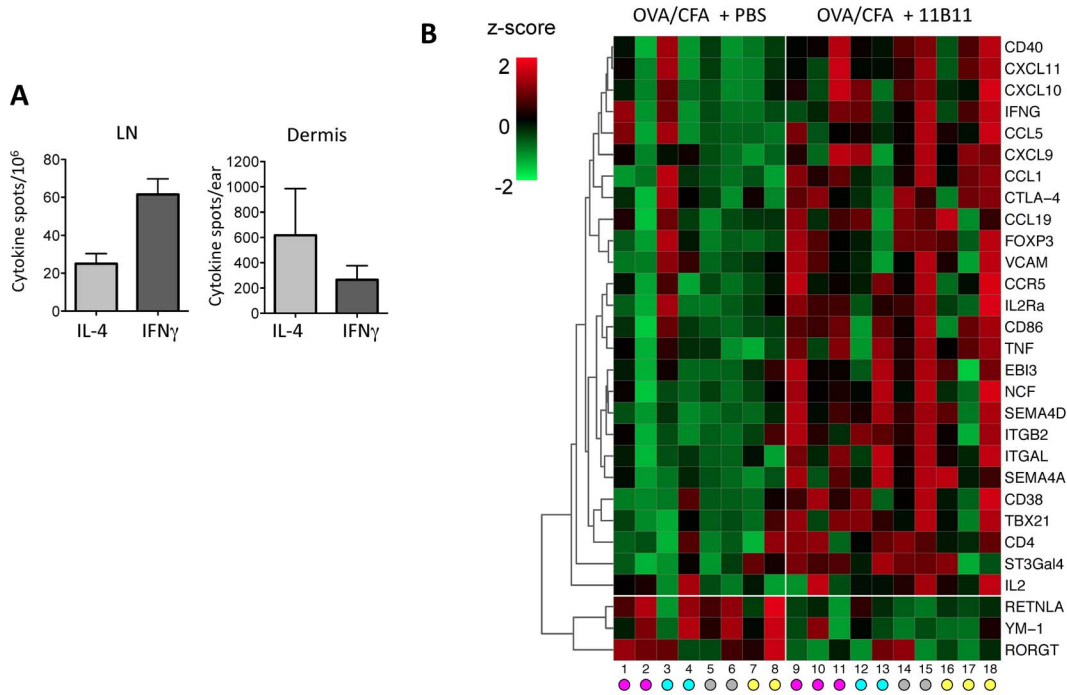 A
LN
Cytokine spots/10⁶
80
60
40
20
0
IL-4 IFNγ
Dermis
Cytokine spots/ear
1200
1000
800
600
400
200
0
IL-4 IFNγ
B
z-score
2
0
-2
OVA/CFA + PBS OVA/CFA + 11B11
CD40
CXCL11
CXCL10
IFNG
CCL5
CXCL9
CCL1
CTLA-4
CCL19
FOXP3
VCAM
CCR5
IL2Ra
CD86
TNF
EBI3
NCF
SEMA4D
ITGB2
ITGAL
SEMA4A
CD38
TBX21
CD4
ST3Gal4
IL2
RETNLA
YM-1
RORGT
1 2 3 4 5 6 7 8 9 10 11 12 13 14 15 16 17 18